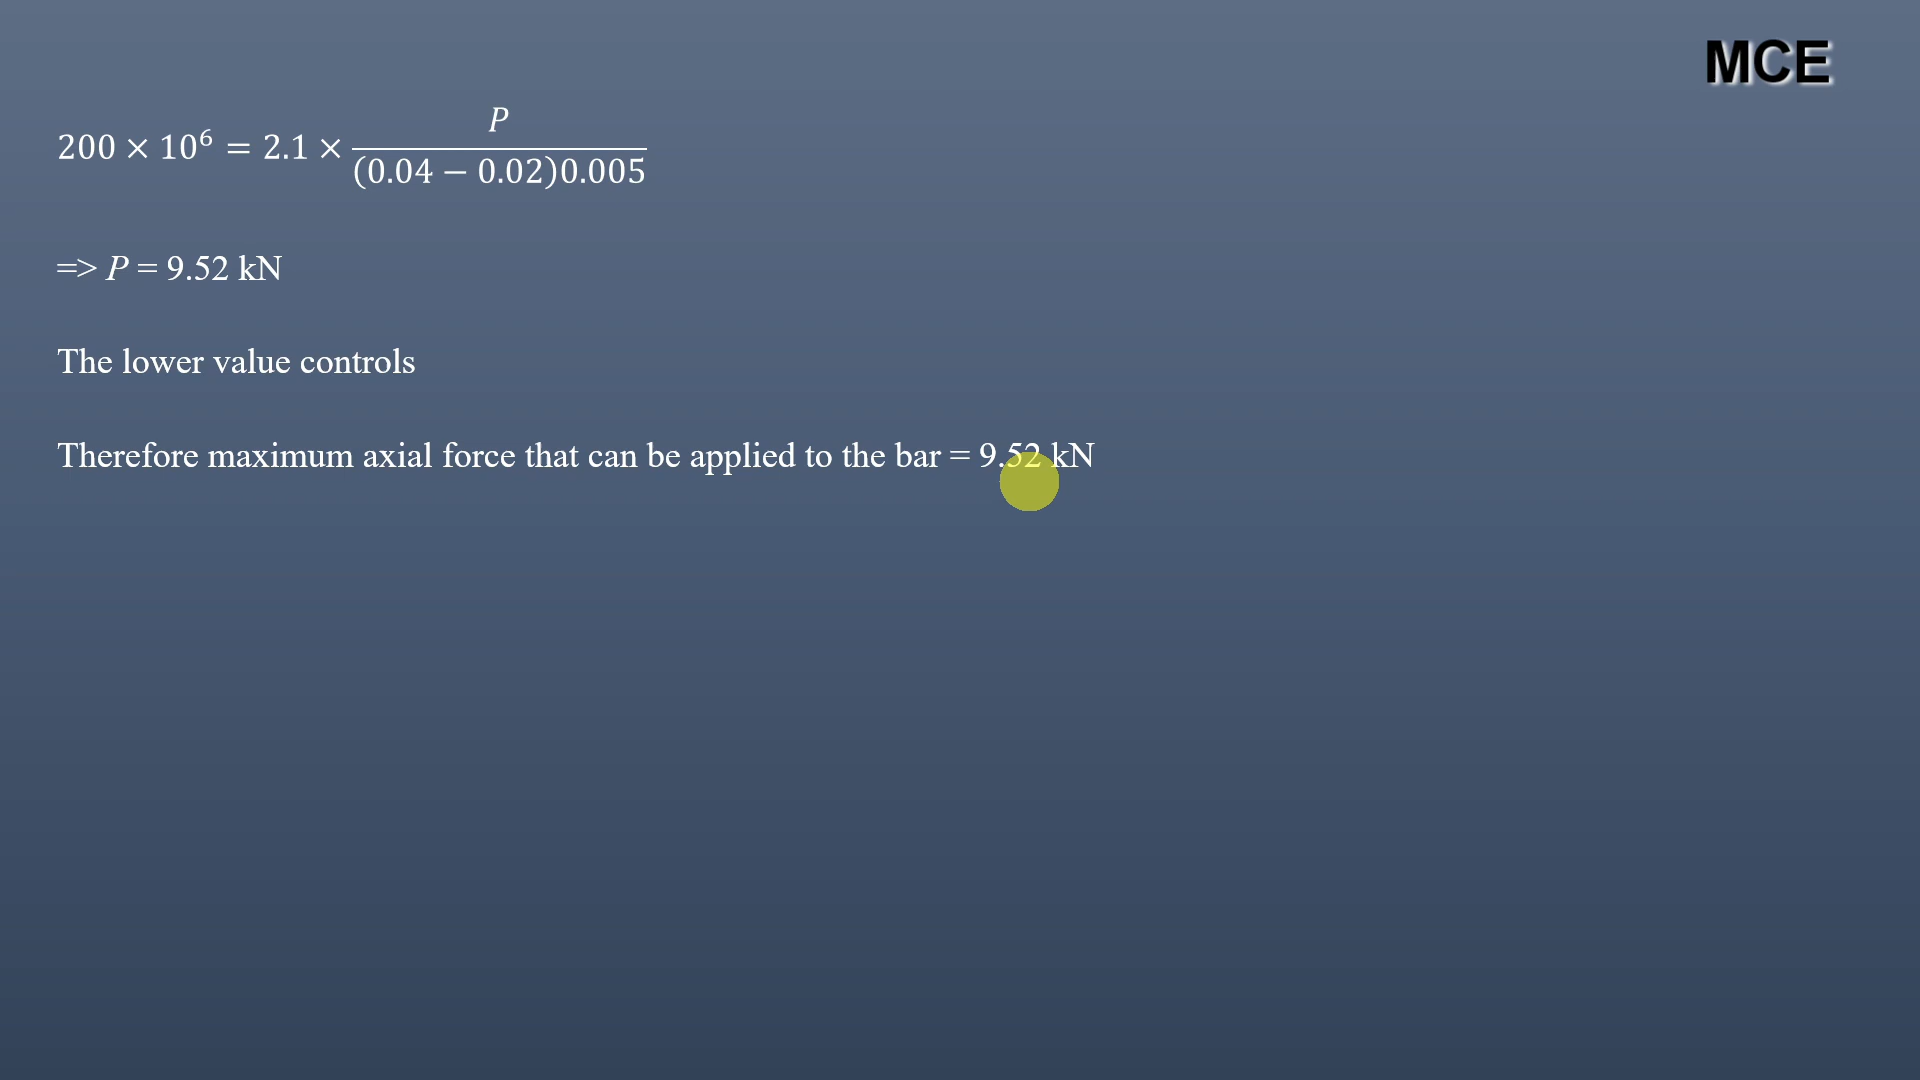 MCE
200 × 10⁶ = 2.1 × P / (0.04 − 0.02)0.005
=> P = 9.52 kN
The lower value controls
Therefore maximum axial force that can be applied to the bar = 9.52 kN